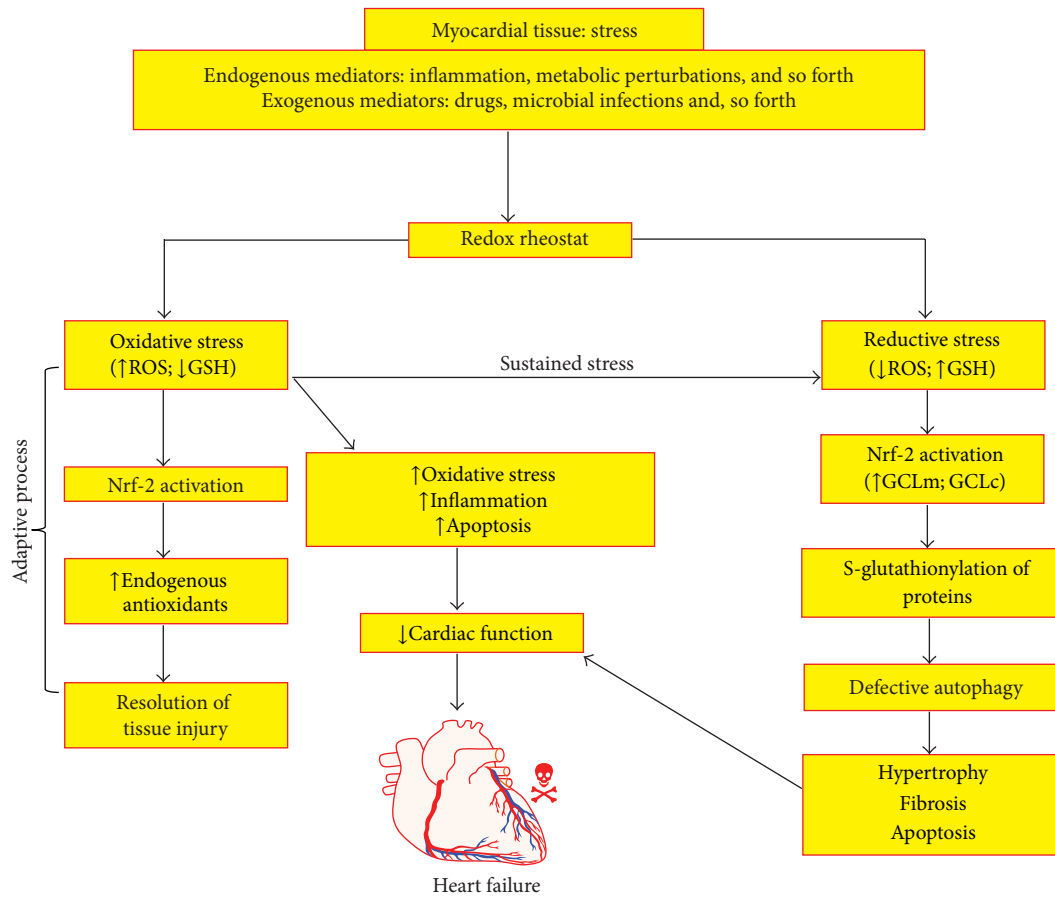 Myocardial tissue: stress
Endogenous mediators: inflammation, metabolic perturbations, and so forth
Exogenous mediators: drugs, microbial infections and, so forth
Redox rheostat
Oxidative stress
(↑ROS; ↓GSH)
Sustained stress
Reductive stress
(↓ROS; ↑GSH)
Adaptive process
Nrf-2 activation
↑Oxidative stress
↑Inflammation
↑Apoptosis
Nrf-2 activation
(↑GCLm; GCLc)
↑Endogenous
antioxidants
S-glutathionylation of
proteins
↓Cardiac function
Resolution of
tissue injury
Defective autophagy
Hypertrophy
Fibrosis
Apoptosis
Heart failure